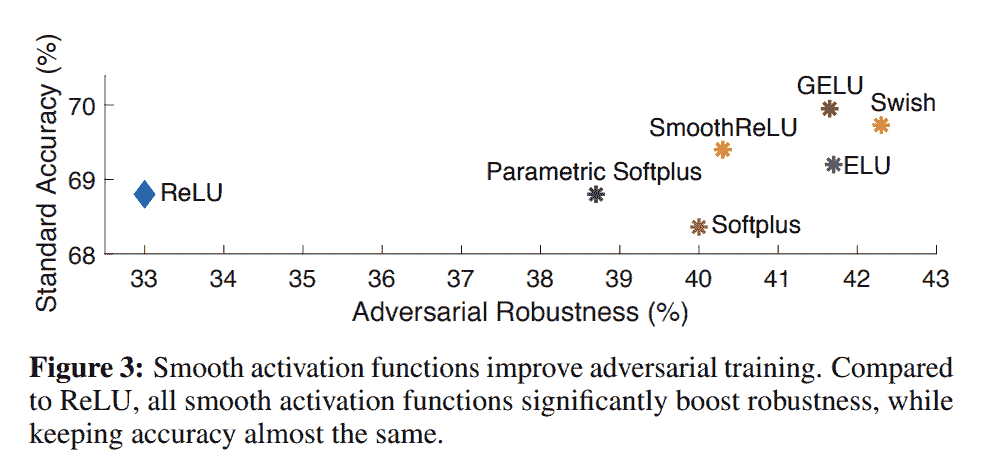 Standard Accuracy (%)
70
69
68
GELU
Swish
SmoothReLU
Parametric Softplus
ELU
ReLU
Softplus
33 34 35 36 37 38 39 40 41 42 43
Adversarial Robustness (%)
Figure 3: Smooth activation functions improve adversarial training. Compared
to ReLU, all smooth activation functions significantly boost robustness, while
keeping accuracy almost the same.